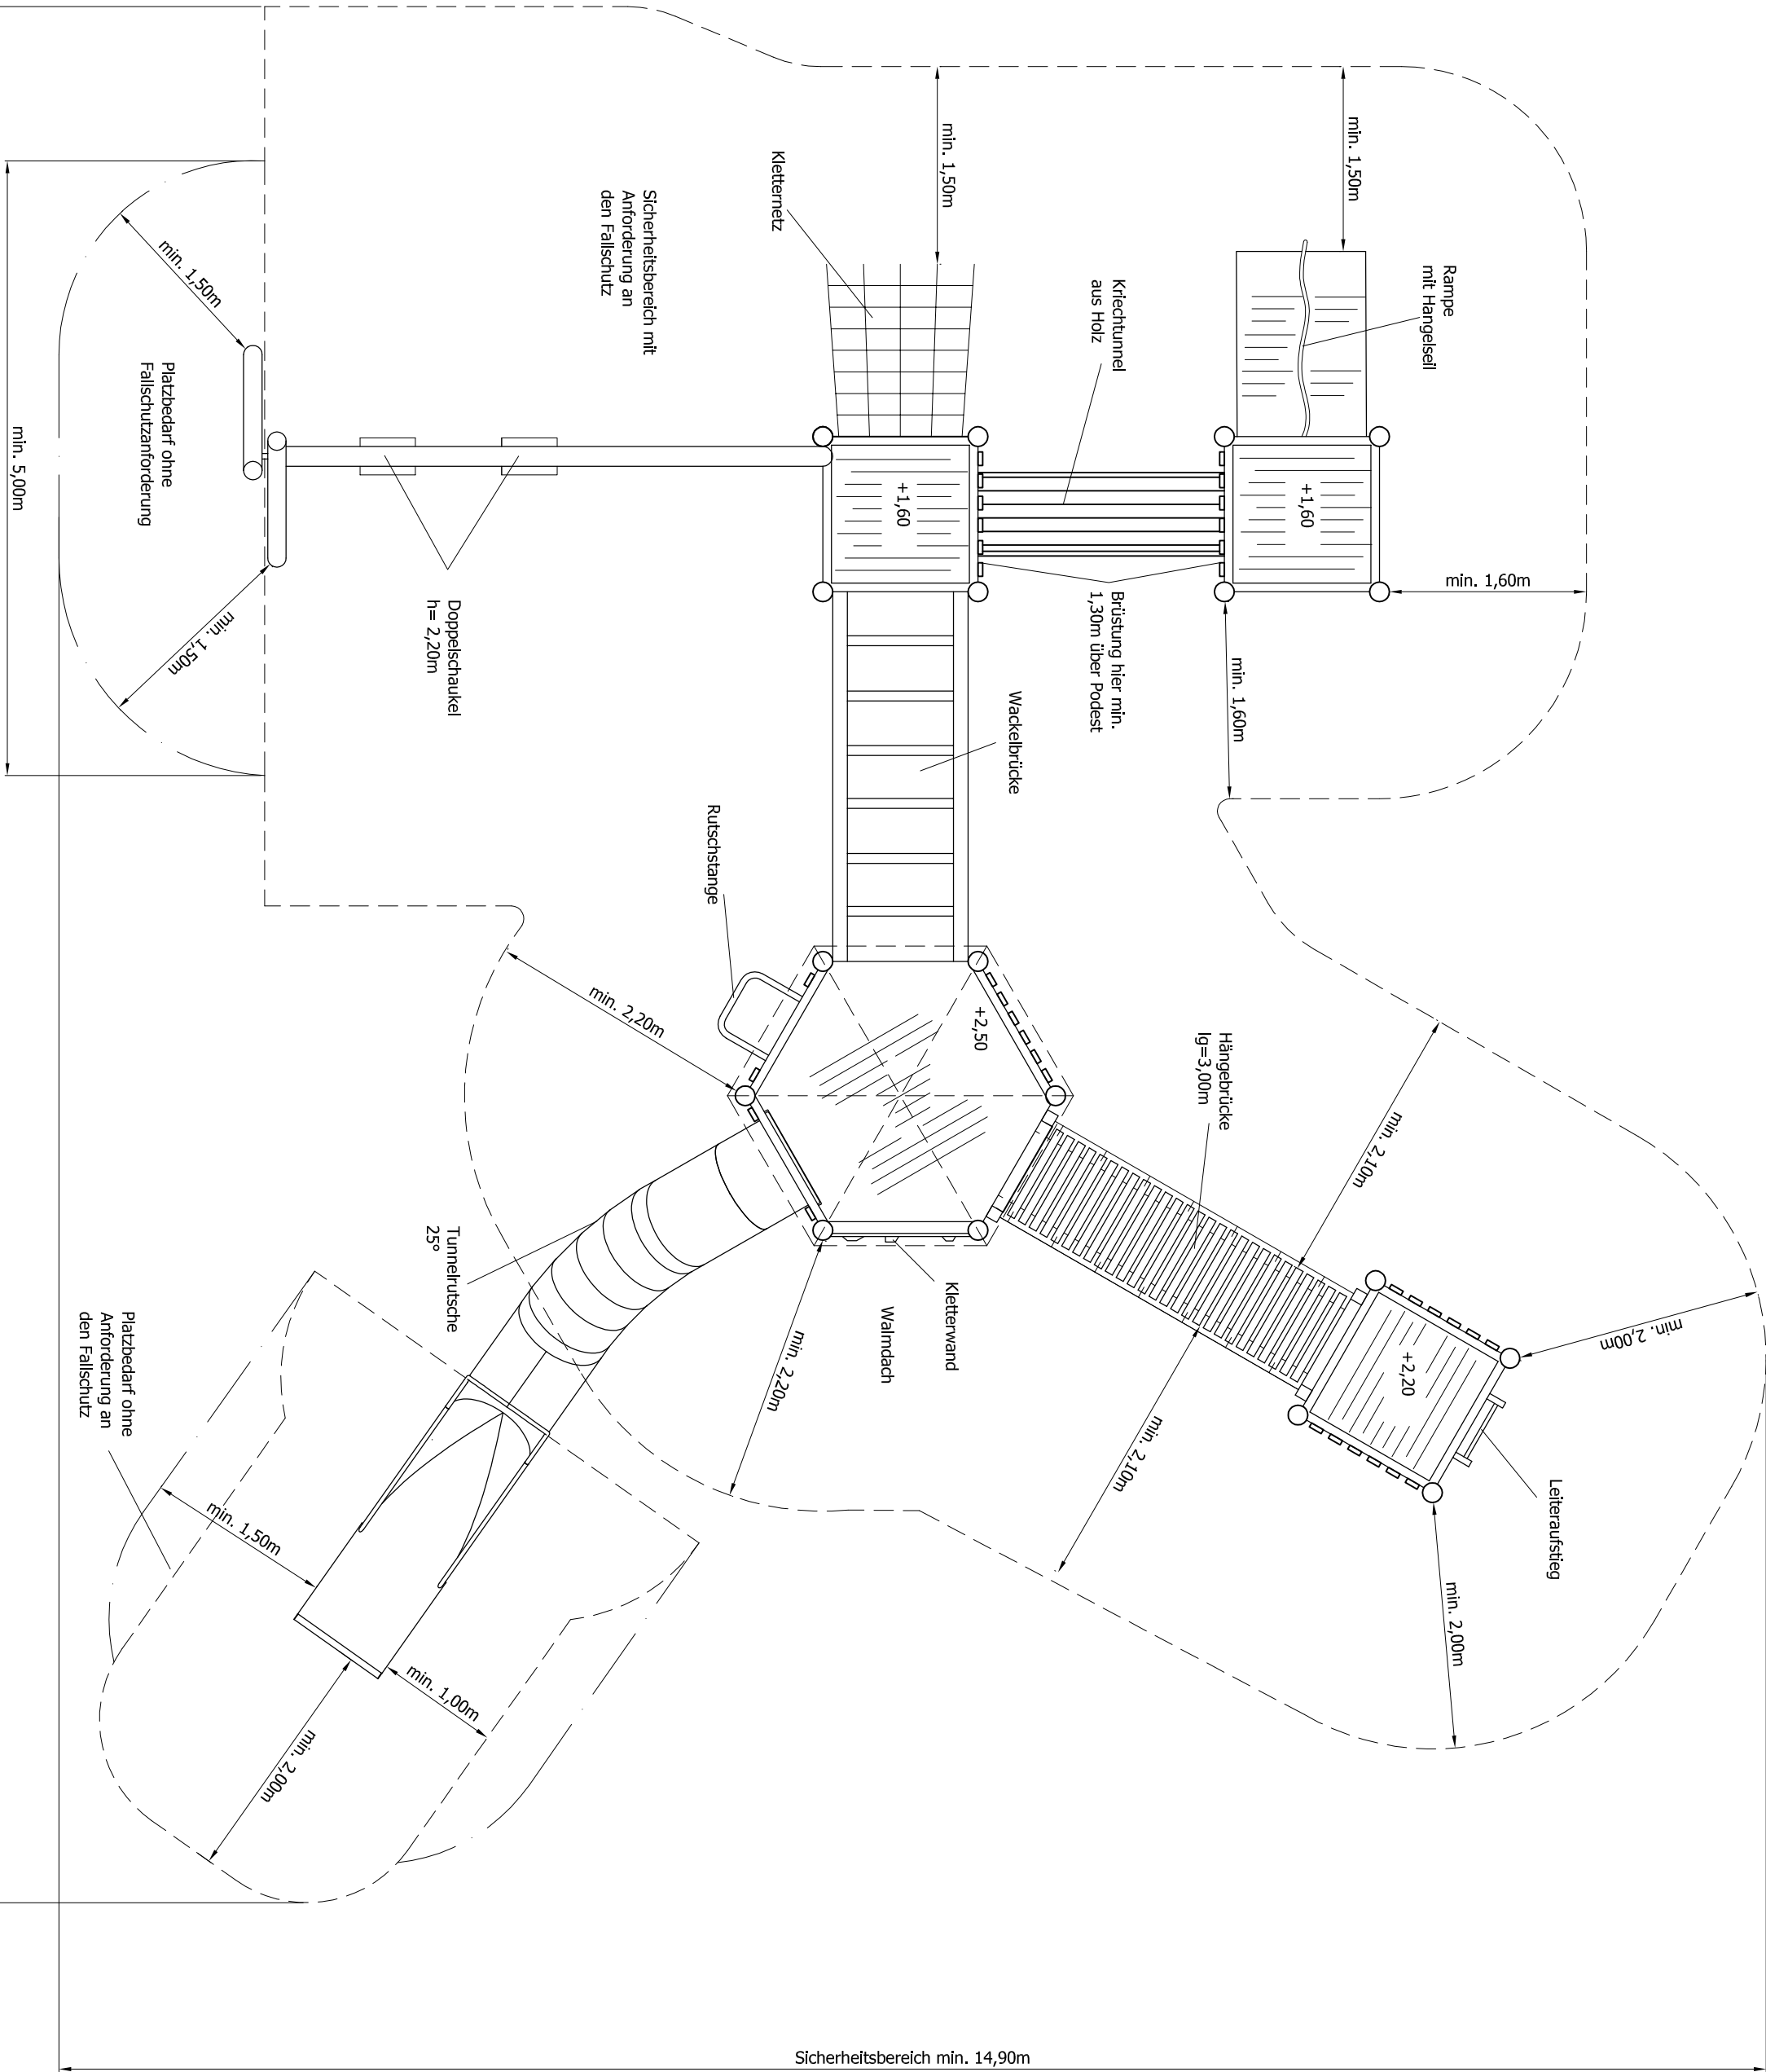 min. 1,50m
min. 1,50m
Kletternetz
Sicherheitsbereich mit
Anforderung an
den Fallschutz
Kriechtunnel
aus Holz
Rampe
mit Hangelseil
min. 1,50m
Platzbedarf ohne
Fallschutzanforderung
min. 5,00m
min. 1,50m
Doppelschaukel
h= 2,20m
+1,60
+1,60
min. 1,60m
Brüstung hier min.
1,30m über Podest
min. 1,60m
Wackelbrücke
Rutschstange
min. 2,20m
+2,50
Hängebrücke
lg=3,00m
min. 2,10m
Tunnelrutsche
25°
Kletterwand
Walmdach
min. 2,20m
min. 2,00m
+2,20
min. 2,10m
Leiteraufstieg
min. 2,00m
Platzbedarf ohne
Anforderung an
den Fallschutz
min. 1,50m
min. 1,00m
min. 2,00m
Sicherheitsbereich min. 14,90m